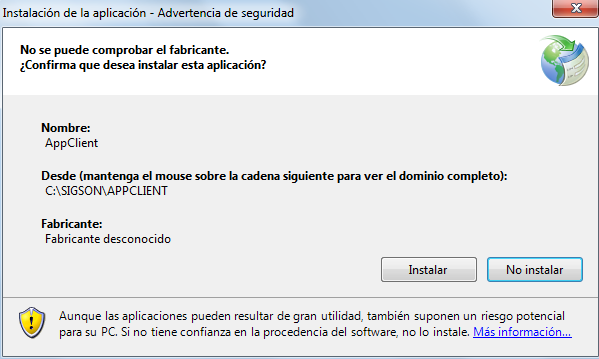 Instalación de la aplicación - Advertencia de seguridad
No se puede comprobar el fabricante.
¿Confirma que desea instalar esta aplicación?
Nombre:
AppClient
Desde (mantenga el mouse sobre la cadena siguiente para ver el dominio completo):
C:\SIGSON\APPCLIENT
Fabricante:
Fabricante desconocido
Instalar
No instalar
Aunque las aplicaciones pueden resultar de gran utilidad, también suponen un riesgo potencial
para su PC. Si no tiene confianza en la procedencia del software, no lo instale. Más información...